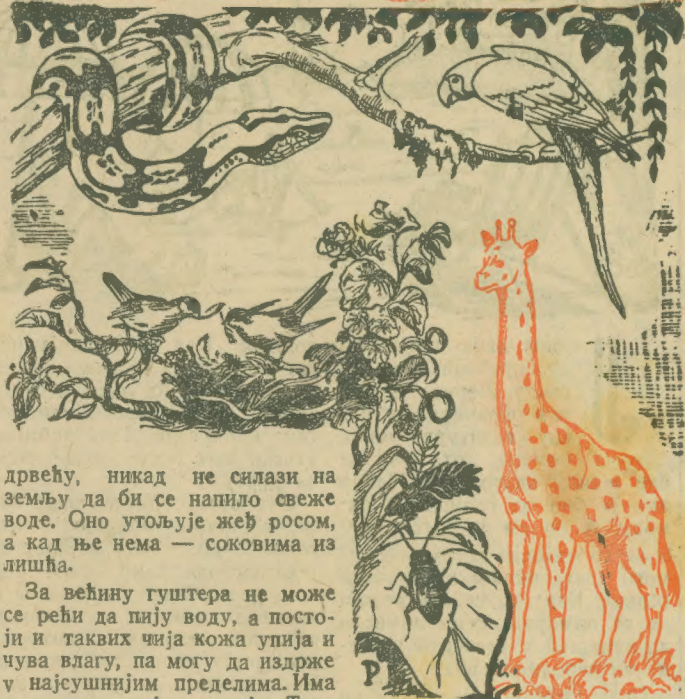 дрвећу, никад не силази на
земљу да би се напило свеже
воде. Оно утољује жеђ росом,
а кад ње нема — соковима из
лишћа.
За већину гуштера не може
се рећи да пију воду, а посто-
ји и таквих чија кожа упија и
чува влагу, па могу да издрже
у најсушнијим пределима. Има
Р